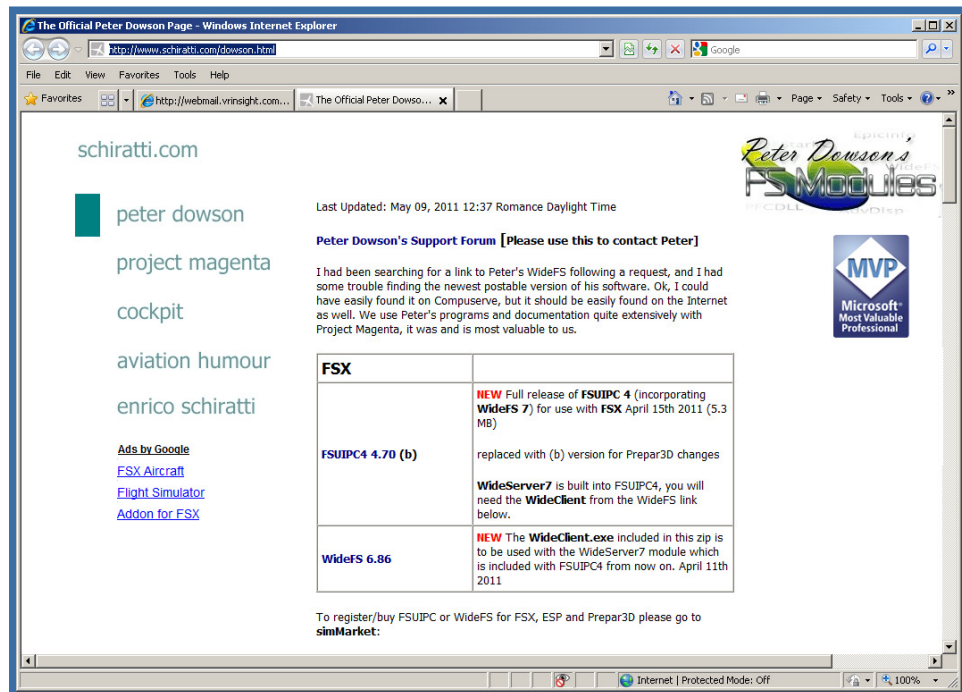 The Official Peter Dowson Page - Windows Internet Explorer
http://www.schiratti.com/dowson.html
Google
File Edit View Favorites Tools Help
Favorites
http://webmail.vrinsight.com...
The Official Peter Dowso...
Page
Safety
Tools
schiratti.com
peter dowson
project magenta
cockpit
aviation humour
enrico schiratti
Ads by Google
FSX Aircraft
Flight Simulator
Addon for FSX
Peter Dowson's
FS Modules
Last Updated: May 09, 2011 12:37 Romance Daylight Time
Peter Dowson's Support Forum [Please use this to contact Peter]
I had been searching for a link to Peter's WideFS following a request, and I had
some trouble finding the newest postable version of his software. Ok, I could
have easily found it on Compuserve, but it should be easily found on the Internet
as well. We use Peter's programs and documentation quite extensively with
Project Magenta, it was and is most valuable to us.
MVP
Microsoft®
Most Valuable
Professional
FSX
FSUIPC4 4.70 (b)
NEW Full release of FSUIPC 4 (incorporating
WideFS 7) for use with FSX April 15th 2011 (5.3
MB)
replaced with (b) version for Prepar3D changes
WideServer7 is built into FSUIPC4, you will
need the WideClient from the WideFS link
below.
WideFS 6.86
NEW The WideClient.exe included in this zip is
to be used with the WideServer7 module which
is included with FSUIPC4 from now on. April 11th
2011
To register/buy FSUIPC or WideFS for FSX, ESP and Prepar3D please go to
simMarket:
Internet | Protected Mode: Off
100%